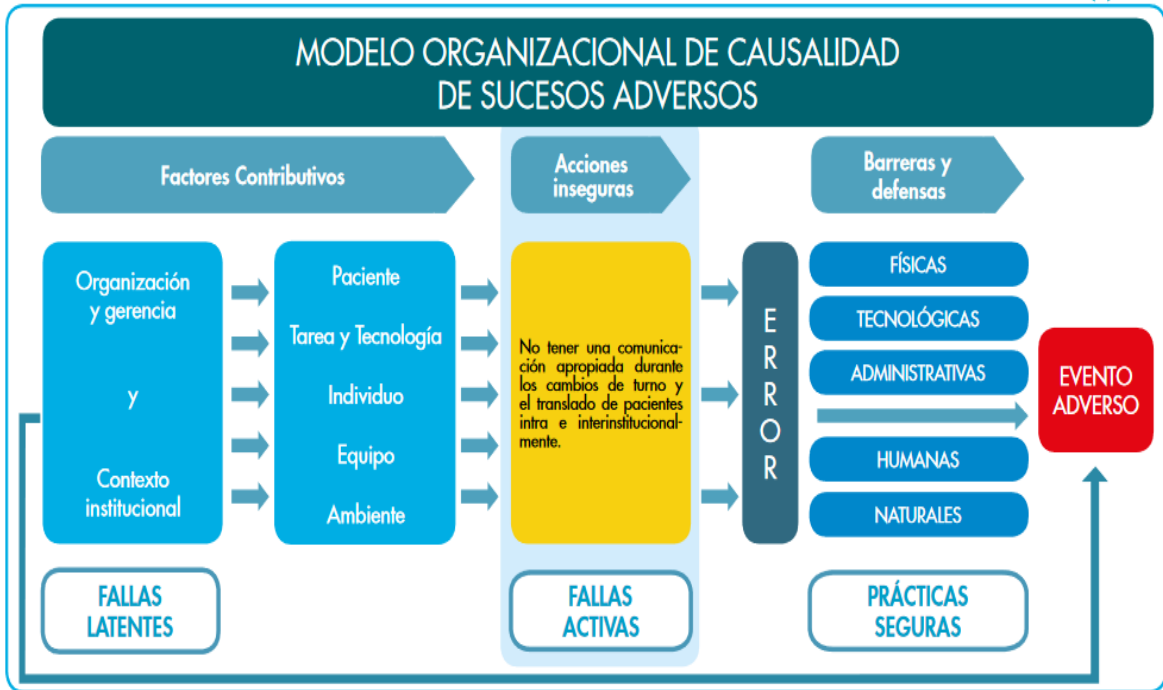 MODELO ORGANIZACIONAL DE CAUSALIDAD
DE SUCESOS ADVERSOS
Factores Contributivos
Acciones
inseguras
Barreras y
defensas
Organización
y gerencia
y
Contexto
institucional
Paciente
Tarea y Tecnología
Individuo
Equipo
Ambiente
No tener una comunica-
ción apropiada durante
los cambios de turno y
el translado de pacientes
intra e interinstitucional-
mente.
E
R
R
O
R
FÍSICAS
TECNOLÓGICAS
ADMINISTRATIVAS
HUMANAS
NATURALES
EVENTO
ADVERSO
FALLAS
LATENTES
FALLAS
ACTIVAS
PRÁCTICAS
SEGURAS